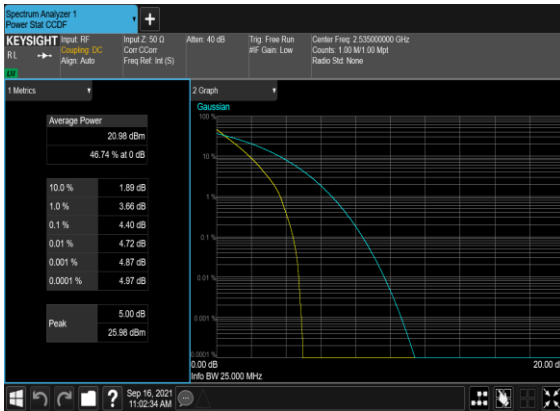 Spectrum Analyzer 1
Power Stat CCDF
KEYSIGHT
RL
LXI
Input: RF
Coupling: DC
Align: Auto
Input Z: 50 Ω
Corr CCorr
Freq Ref: Int (S)
Atten: 40 dB
Trig: Free Run
#IF Gain: Low
Center Freq: 2.535000000 GHz
Counts: 1.00 M/1.00 Mpt
Radio Std: None
1 Metrics
Average Power
20.98 dBm
46.74 % at 0 dB
10.0 % 1.89 dB
1.0 % 3.66 dB
0.1 % 4.40 dB
0.01 % 4.72 dB
0.001 % 4.87 dB
0.0001 % 4.97 dB
Peak
5.00 dB
25.98 dBm
2 Graph
Gaussian
100 %
10 %
1 %
0.1 %
0.01 %
0.001 %
0.0001 %
0.00 dB
20.00 dB
Info BW 25.000 MHz
Sep 16, 2021
11:02:34 AM